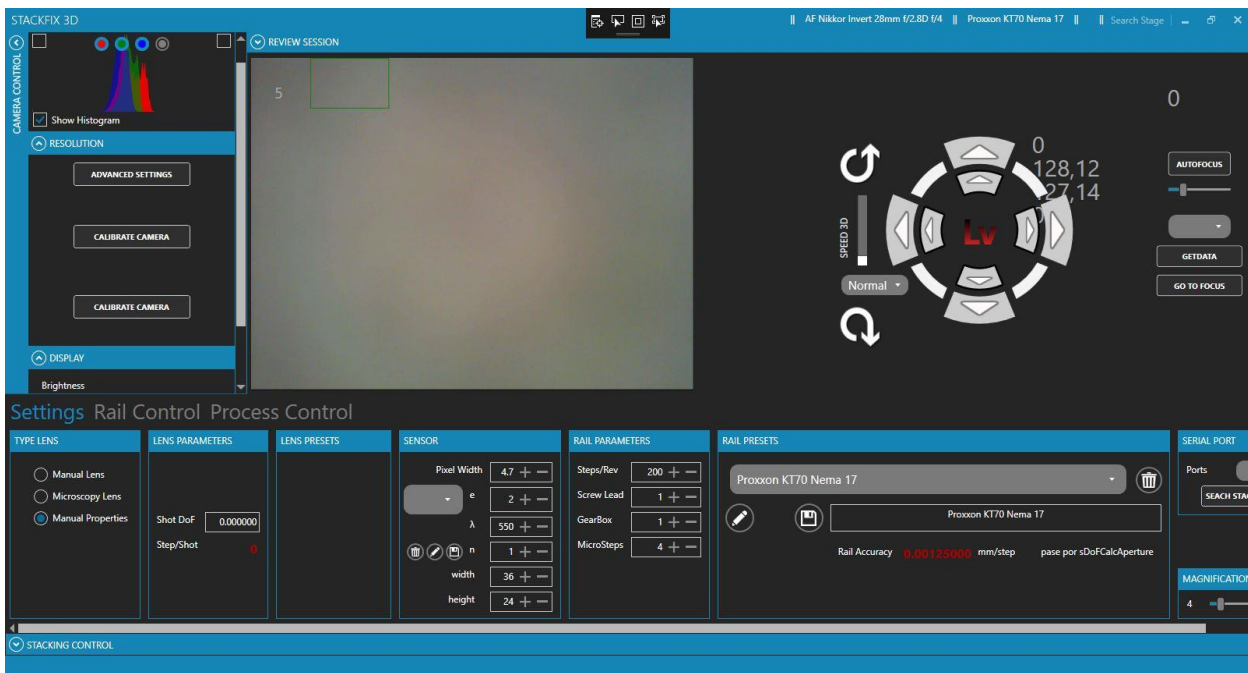 STACKFIX 3D
|| AF Nikkor Invert 28mm f/2.8D f/4 || Proxxon KT70 Nema 17 || || Search Stage
CAMERA CONTROL
REVIEW SESSION
Show Histogram
RESOLUTION
ADVANCED SETTINGS
CALIBRATE CAMERA
CALIBRATE CAMERA
DISPLAY
Brightness
5
0
0
128,12
127,14
SPEED 3D
Lv
Normal
AUTOFOCUS
GETDATA
GO TO FOCUS
Settings Rail Control Process Control
TYPE LENS
Manual Lens
Microscopy Lens
Manual Properties
LENS PARAMETERS
Shot DoF 0.000000
Step/Shot 0
LENS PRESETS
SENSOR
Pixel Width 4.7 + −
e 2 + −
λ 550 + −
n 1 + −
width 36 + −
height 24 + −
RAIL PARAMETERS
Steps/Rev 200 + −
Screw Lead 1 + −
GearBox 1 + −
MicroSteps 4 + −
RAIL PRESETS
Proxxon KT70 Nema 17
Proxxon KT70 Nema 17
Rail Accuracy 0.00125000 mm/step pase por sDoFCalcAperture
SERIAL PORT
Ports
SEACH STA
MAGNIFICATION
4
STACKING CONTROL